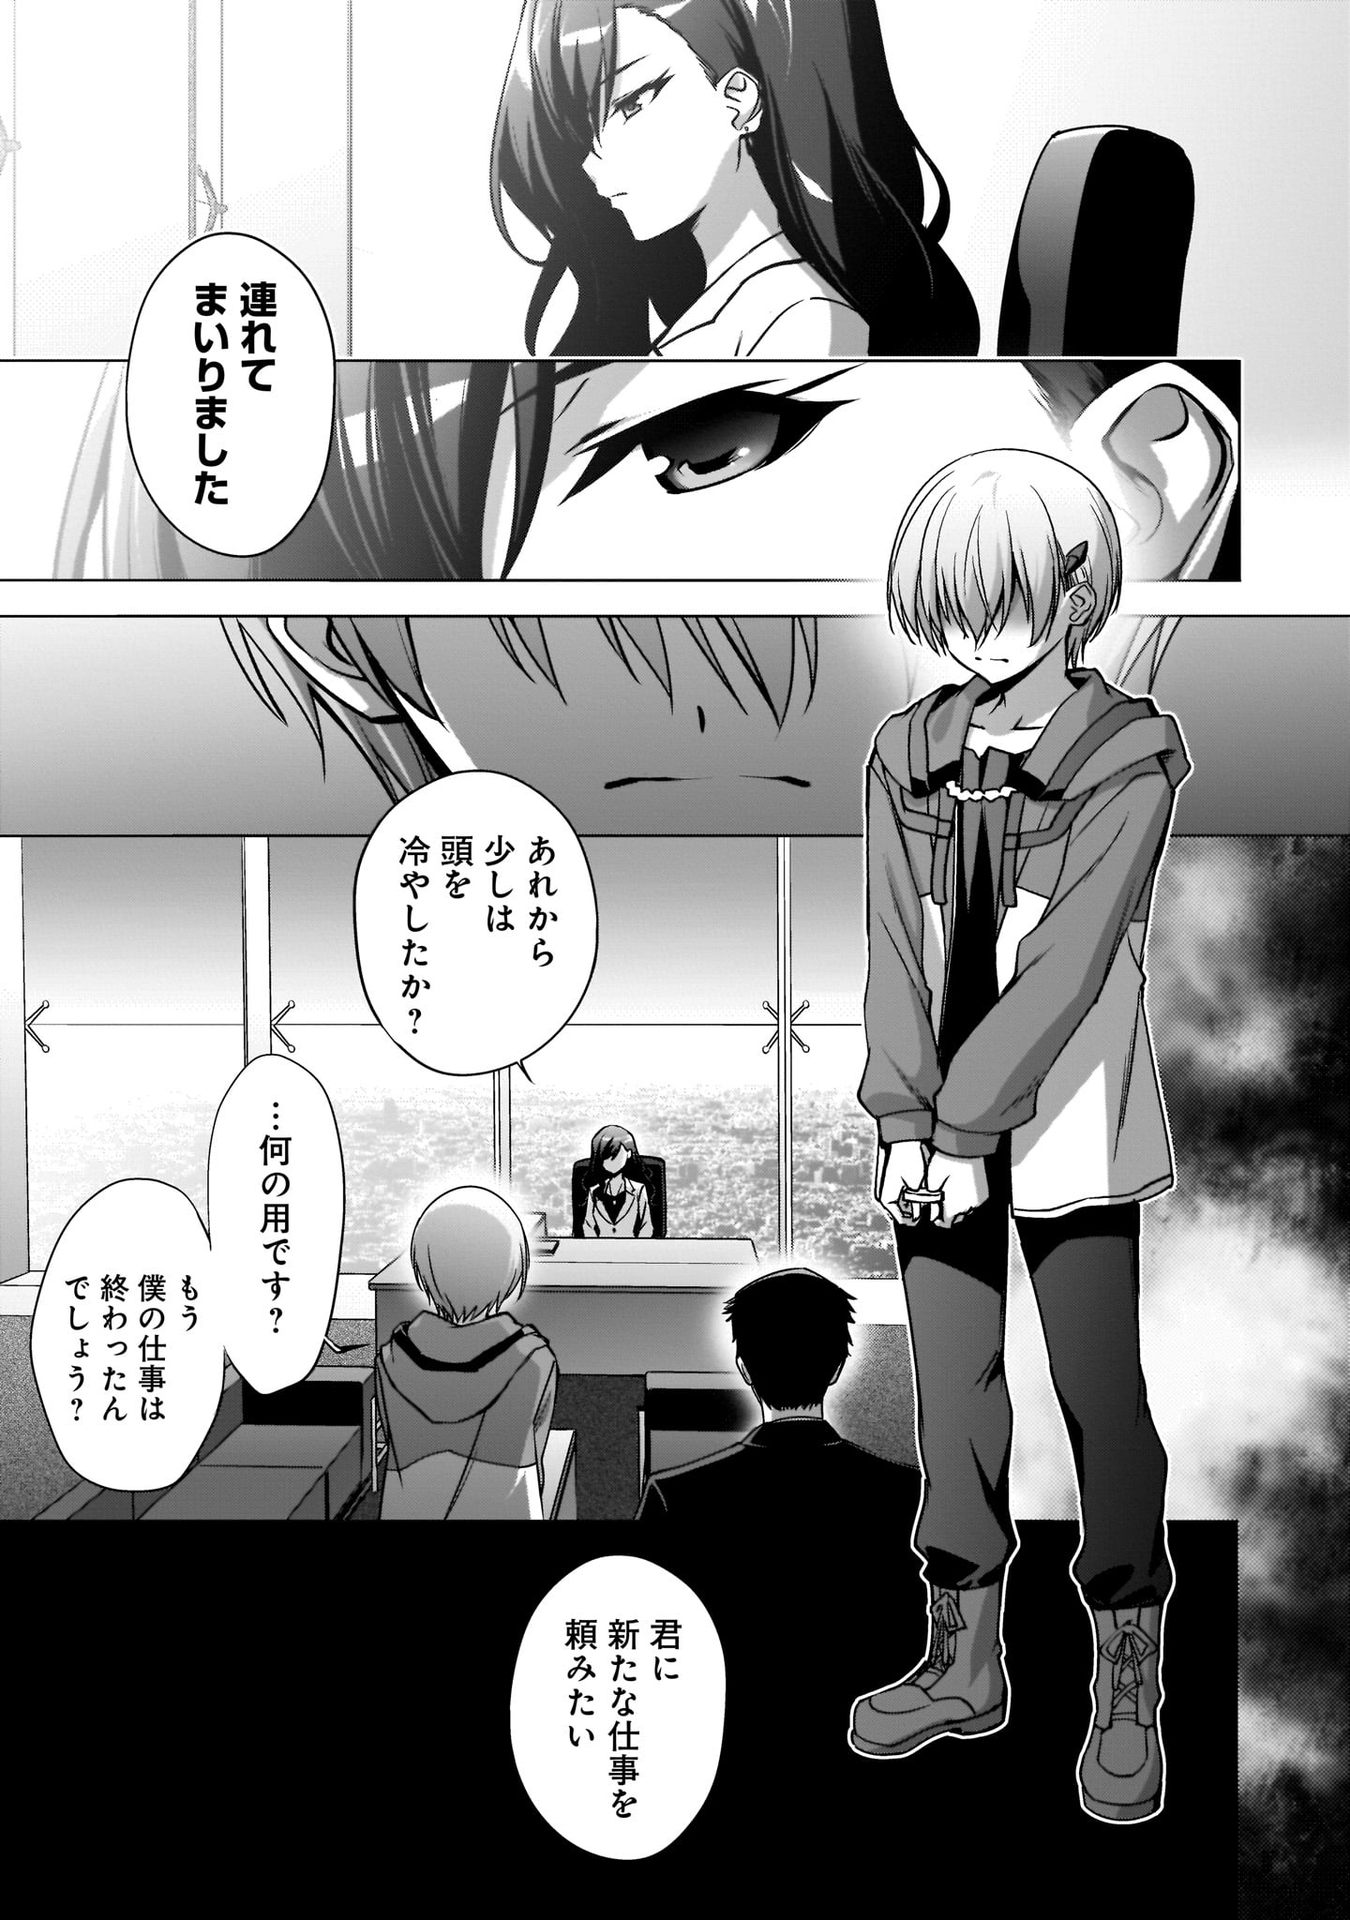 連れて
まいりました
あれから
少しは
頭を
冷やしたか？
…何の用です？
もう
僕の仕事は
終わったん
でしょう？
君に
新たな仕事を
頼みたい